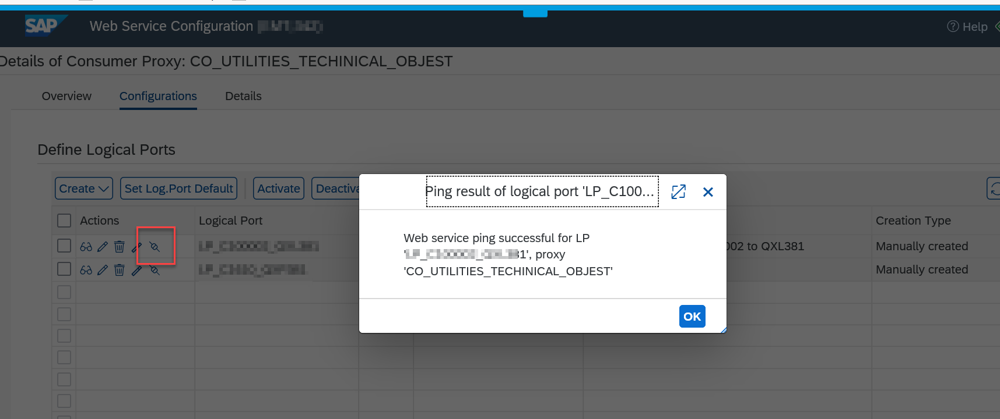 SAP Web Service Configuration
Help
Details of Consumer Proxy: CO_UTILITIES_TECHINICAL_OBJEST
Overview Configurations Details
Define Logical Ports
Create Set Log.Port Default Activate Deactiva
Ping result of logical port 'LP_C100...
Actions Logical Port Creation Type
Web service ping successful for LP
002 to QXL381 Manually created
', proxy
'CO_UTILITIES_TECHINICAL_OBJEST'
Manually created
OK